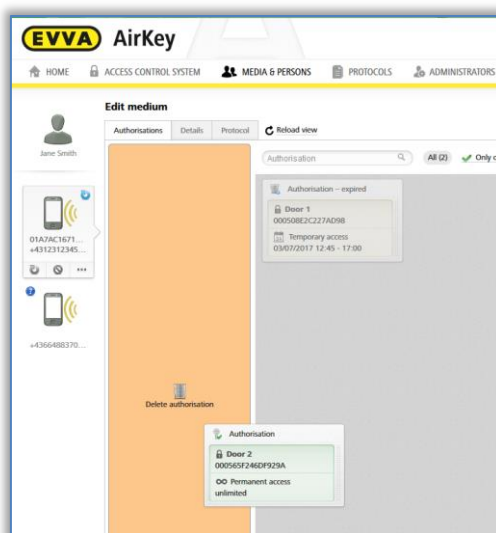 EVVA AirKey
HOME ACCESS CONTROL SYSTEM MEDIA & PERSONS PROTOCOLS ADMINISTRATORS
Edit medium
Authorisations Details Protocol Reload view
Jane Smith
Authorisation All (2) Only
Authorisation – expired
Door 1
000508E2C227AD98
Temporary access
03/07/2017 12:45 - 17:00
01A7AC1671...
+4312312345...
+4366488370...
Delete authorisation
Authorisation
Door 2
000565F246DF929A
Permanent access
unlimited